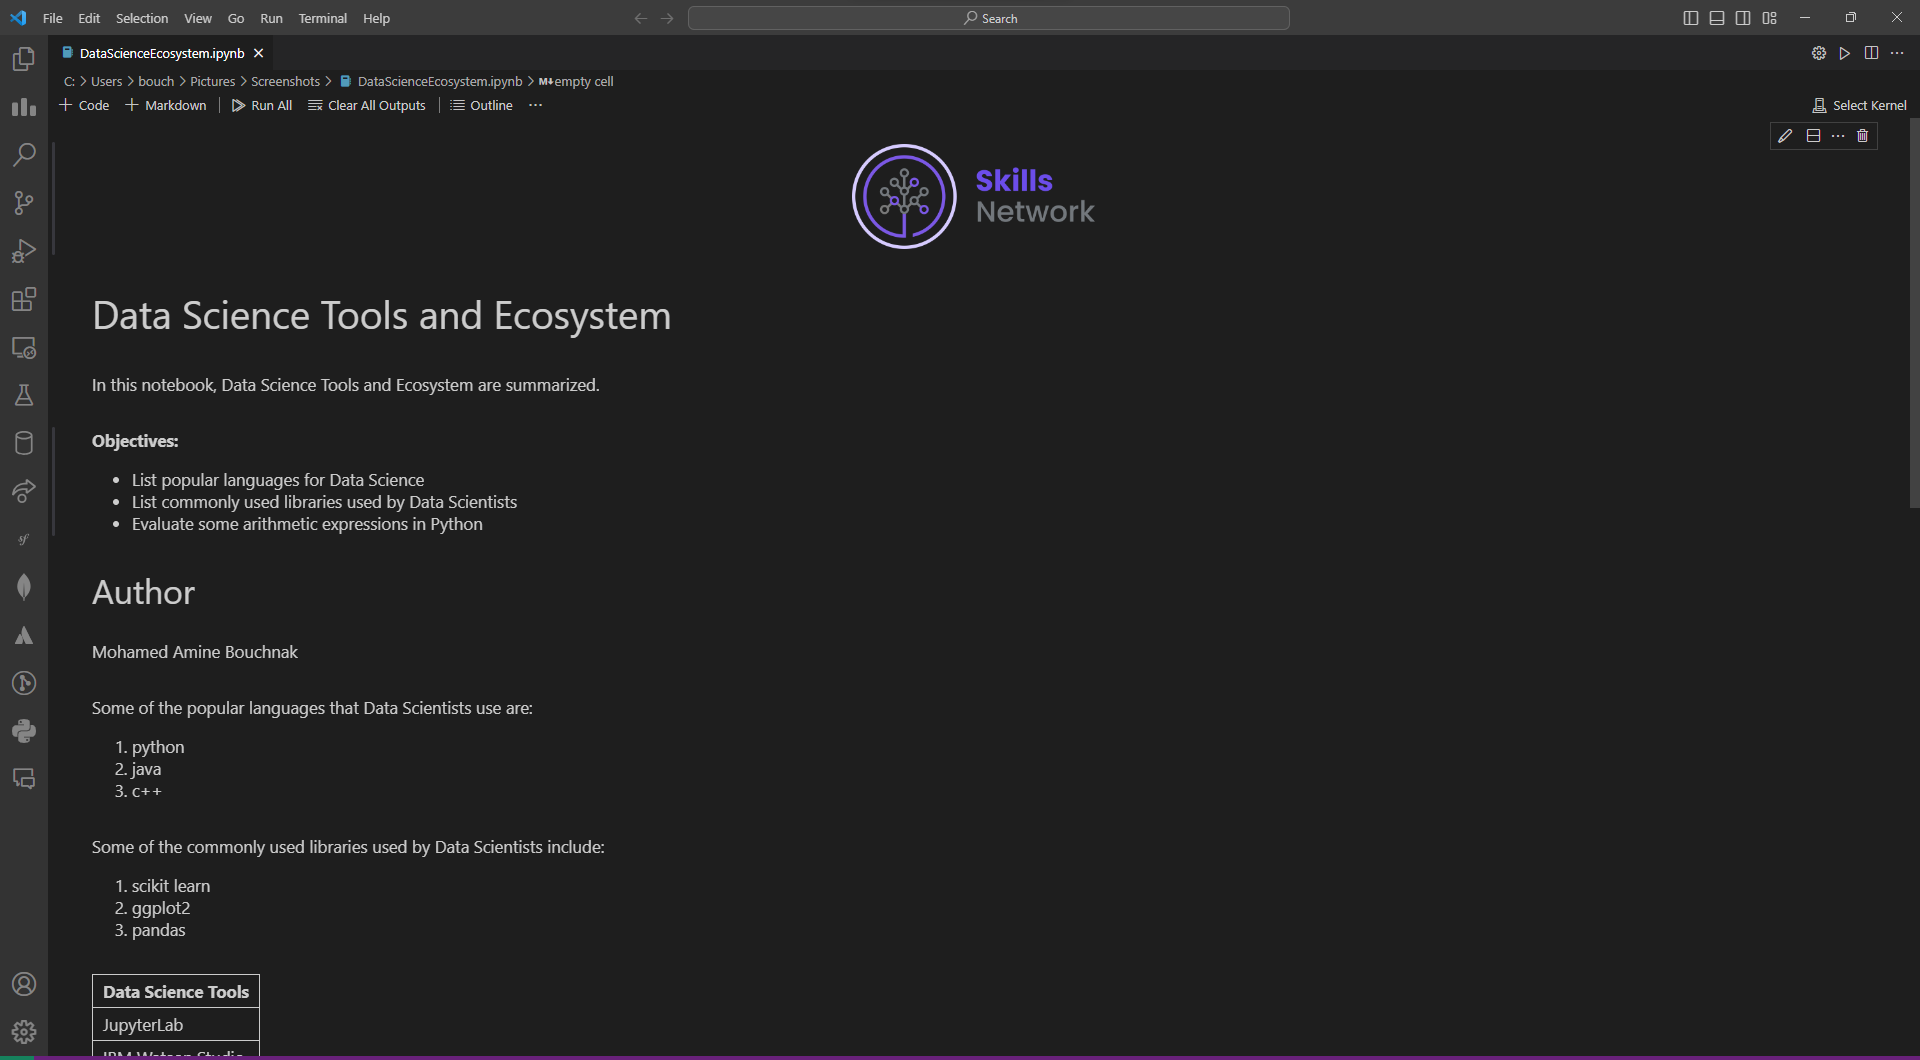 File Edit Selection View Go Run Terminal Help
Search
DataScienceEcosystem.ipynb
C: > Users > bouch > Pictures > Screenshots > DataScienceEcosystem.ipynb > M↓ empty cell
+ Code + Markdown Run All Clear All Outputs Outline ...
Select Kernel
Skills
Network
Data Science Tools and Ecosystem
In this notebook, Data Science Tools and Ecosystem are summarized.
Objectives:
• List popular languages for Data Science
• List commonly used libraries used by Data Scientists
• Evaluate some arithmetic expressions in Python
Author
Mohamed Amine Bouchnak
Some of the popular languages that Data Scientists use are:
1. python
2. java
3. c++
Some of the commonly used libraries used by Data Scientists include:
1. scikit learn
2. ggplot2
3. pandas
Data Science Tools
JupyterLab
IBM Watson Studio
sf